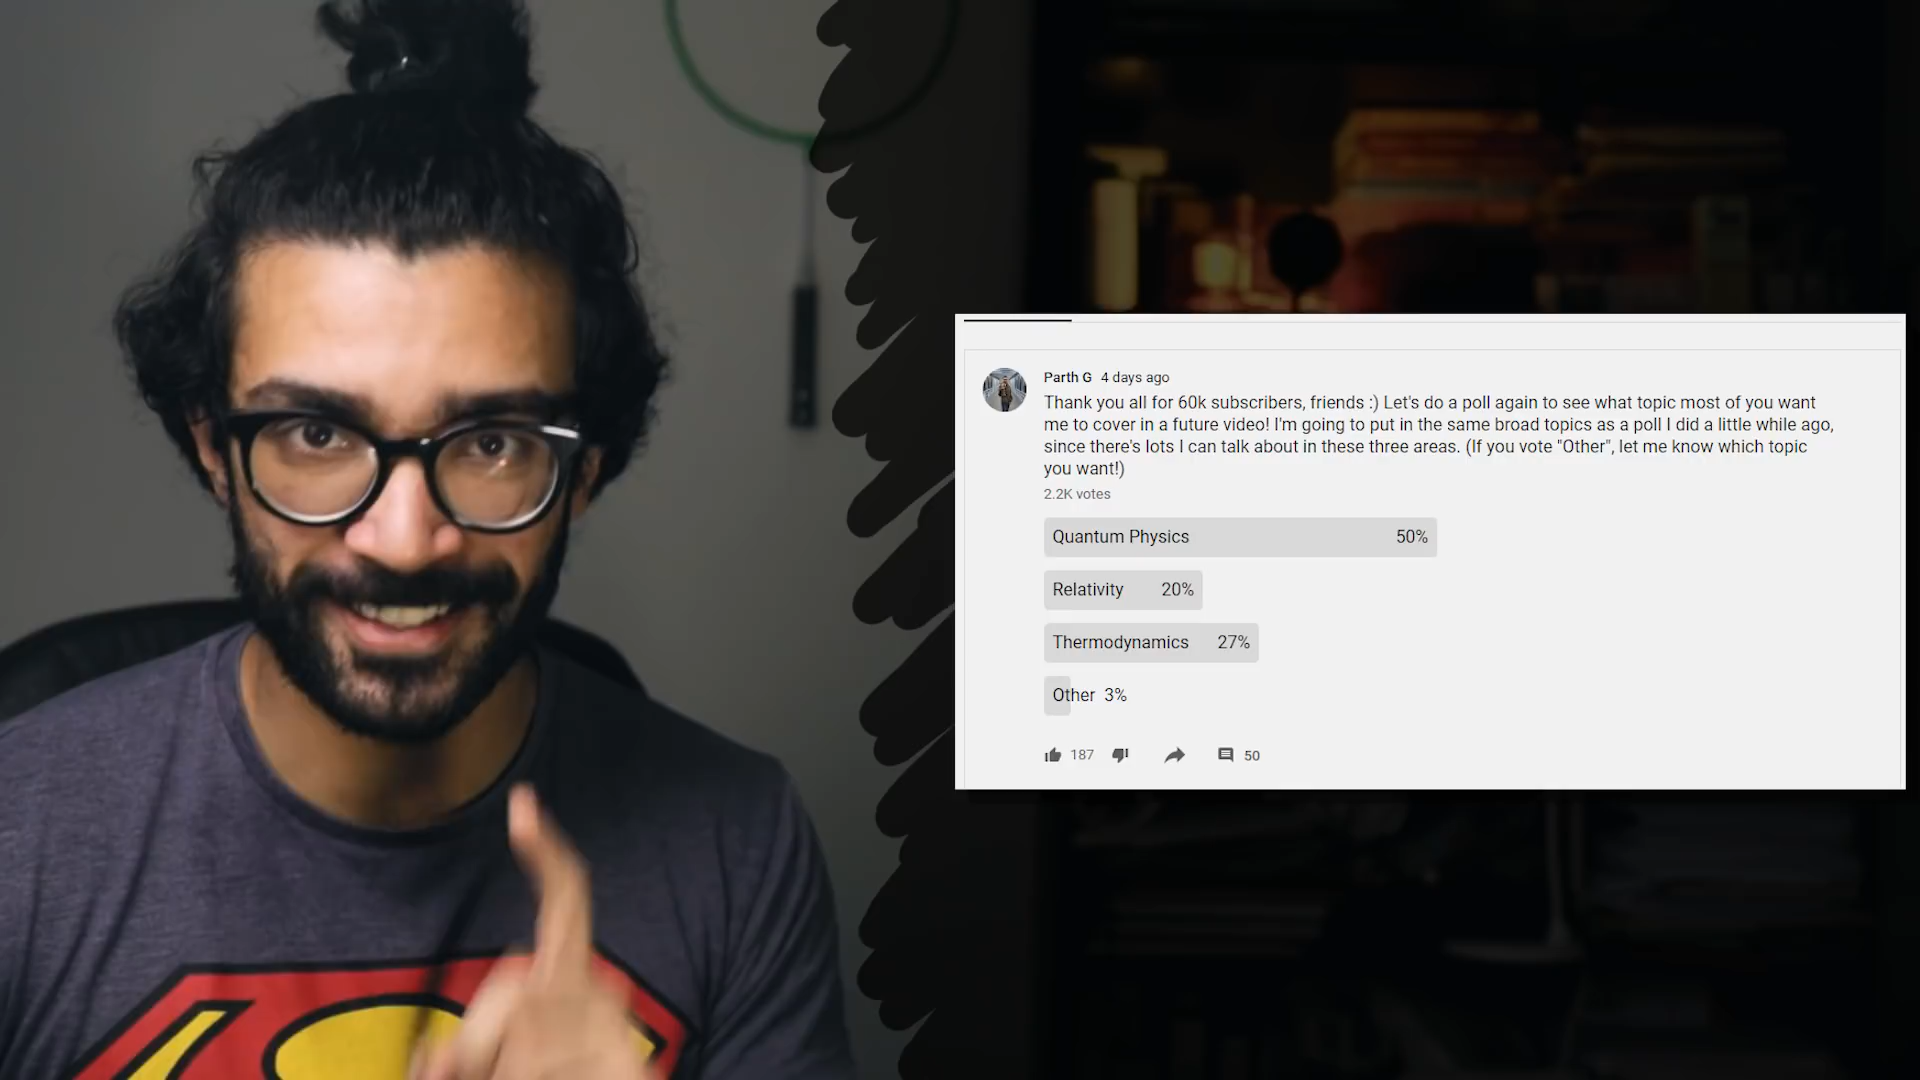 Parth G 4 days ago
Thank you all for 60k subscribers, friends :) Let's do a poll again to see what topic most of you want
me to cover in a future video! I'm going to put in the same broad topics as a poll I did a little while ago,
since there's lots I can talk about in these three areas. (If you vote "Other", let me know which topic
you want!)
2.2K votes
Quantum Physics 50%
Relativity 20%
Thermodynamics 27%
Other 3%
187 50